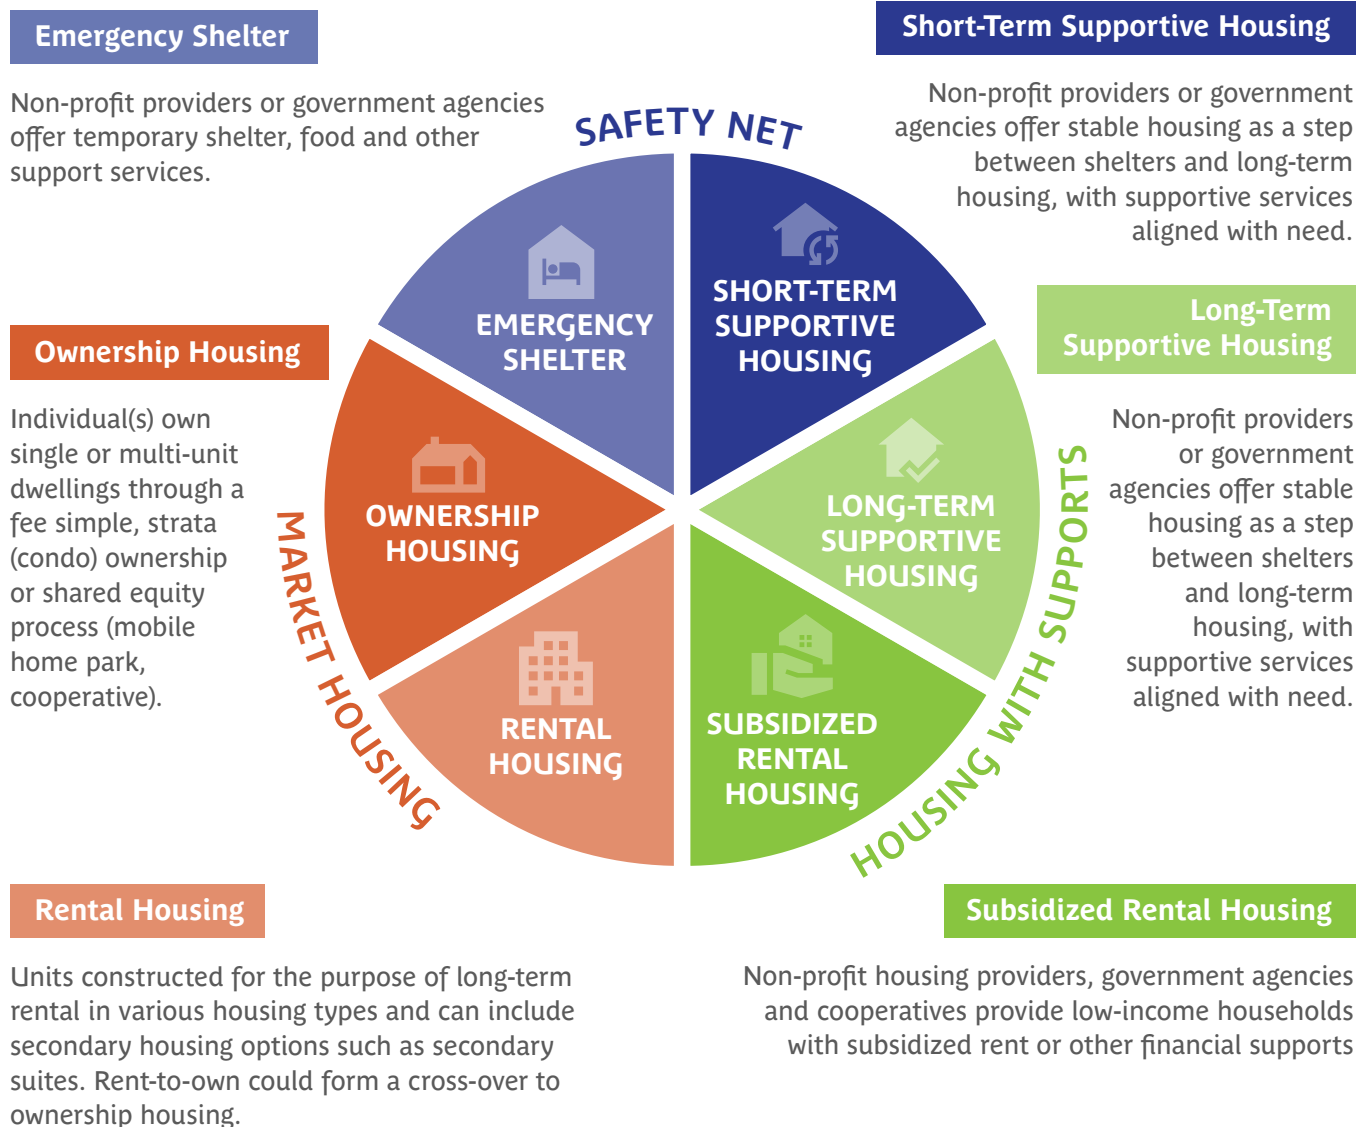 Emergency Shelter
Non-profit providers or government agencies
offer temporary shelter, food and other
support services.
Short-Term Supportive Housing
Non-profit providers or government
agencies offer stable housing as a step
between shelters and long-term
housing, with supportive services
aligned with need.
SAFETY NET
EMERGENCY
SHELTER
SHORT-TERM
SUPPORTIVE
HOUSING
Ownership Housing
Individual(s) own
single or multi-unit
dwellings through a
fee simple, strata
(condo) ownership
or shared equity
process (mobile
home park,
cooperative).
MARKET HOUSING
OWNERSHIP
HOUSING
LONG-TERM
SUPPORTIVE
HOUSING
HOUSING WITH SUPPORTS
Long-Term
Supportive Housing
Non-profit providers
or government
agencies offer stable
housing as a step
between shelters
and long-term
housing, with
supportive services
aligned with need.
RENTAL
HOUSING
SUBSIDIZED
RENTAL
HOUSING
Rental Housing
Units constructed for the purpose of long-term
rental in various housing types and can include
secondary housing options such as secondary
suites. Rent-to-own could form a cross-over to
ownership housing.
Subsidized Rental Housing
Non-profit housing providers, government agencies
and cooperatives provide low-income households
with subsidized rent or other financial supports